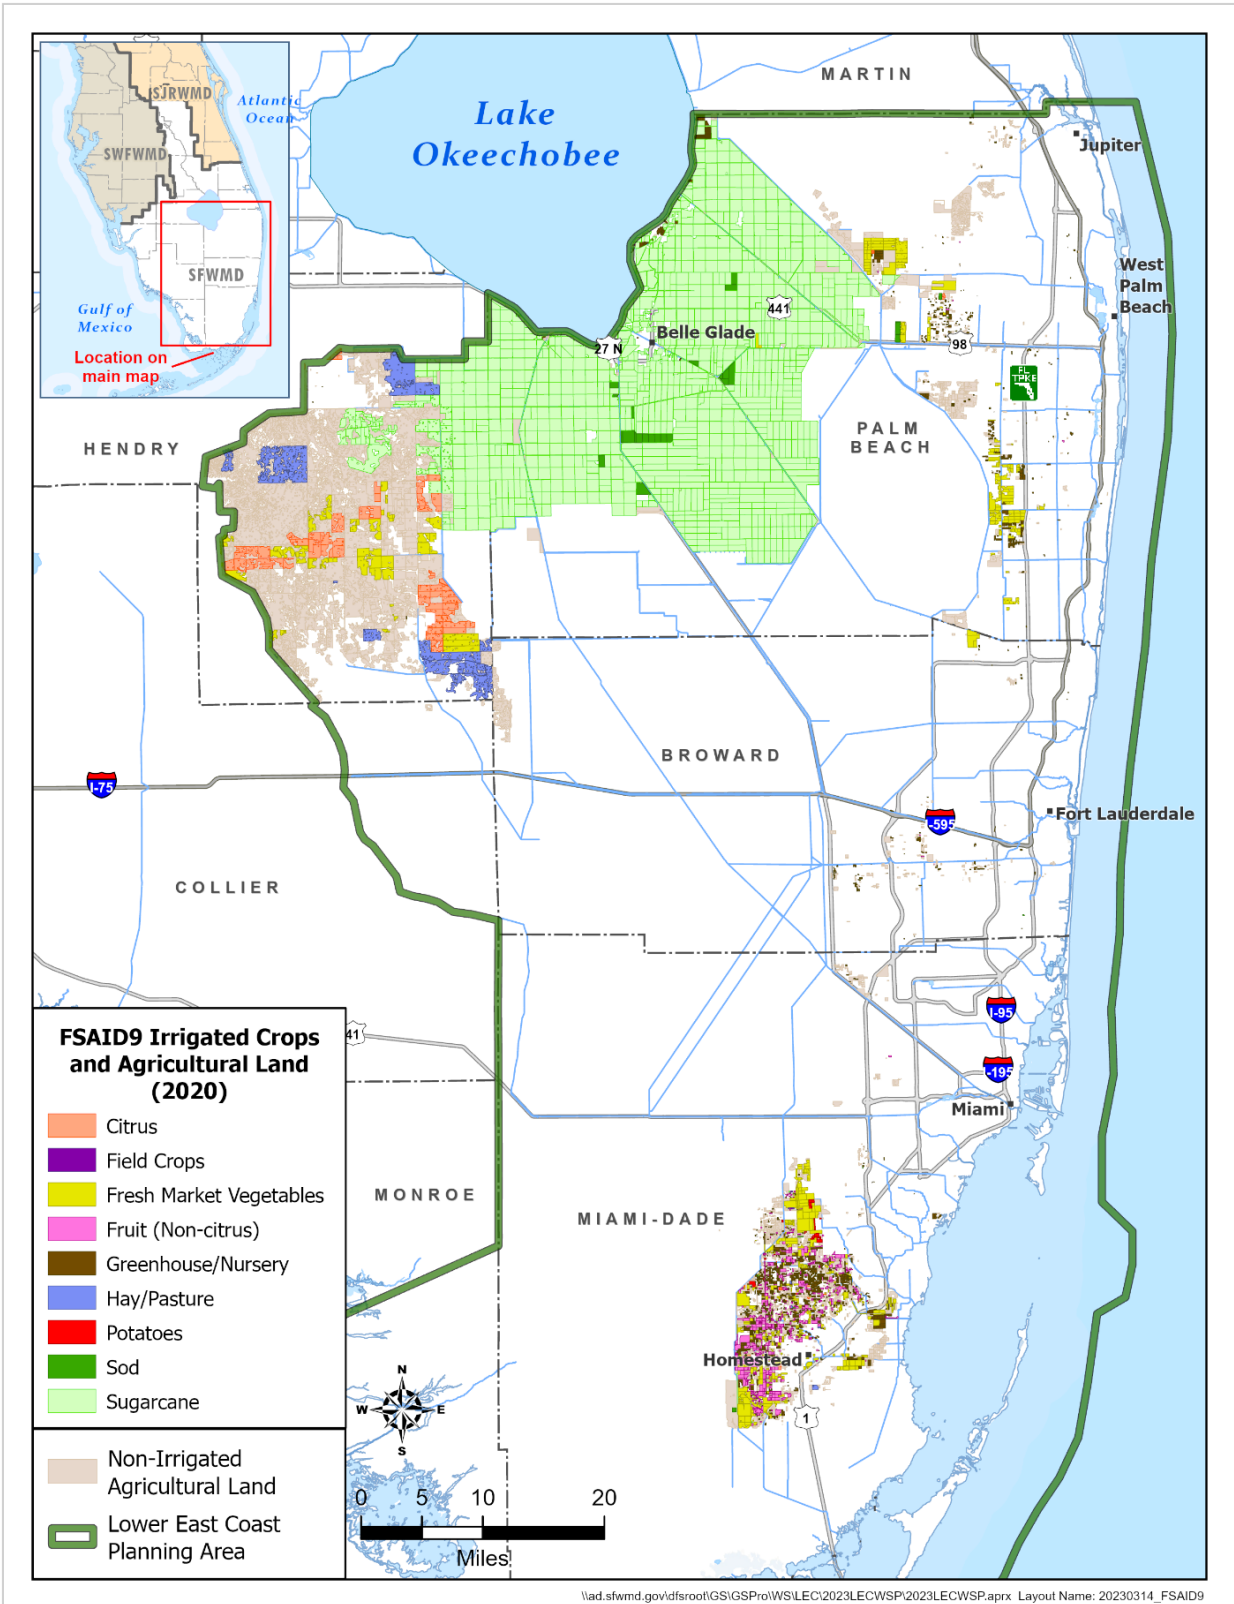 SJRWMD
Atlantic
Ocean
SWFWMD
SFWMD
Gulf of
Mexico
Location on
main map
Lake
Okeechobee
MARTIN
Jupiter
West
Palm
Beach
441
Belle Glade
27 N
98
FL
TPKE
PALM
BEACH
HENDRY
BROWARD
I-75
I-595
Fort Lauderdale
COLLIER
I-95
41
I-195
Miami
MONROE
MIAMI-DADE
Homestead
1
FSAID9 Irrigated Crops
and Agricultural Land
(2020)
Citrus
Field Crops
Fresh Market Vegetables
Fruit (Non-citrus)
Greenhouse/Nursery
Hay/Pasture
Potatoes
Sod
Sugarcane
Non-Irrigated
Agricultural Land
Lower East Coast
Planning Area
N
W E
S
0 5 10 20
Miles
\\ad.sfwmd.gov\dfsroot\GS\GSPro\WS\LEC\2023LECWSP\2023LECWSP.aprx Layout Name: 20230314_FSAID9